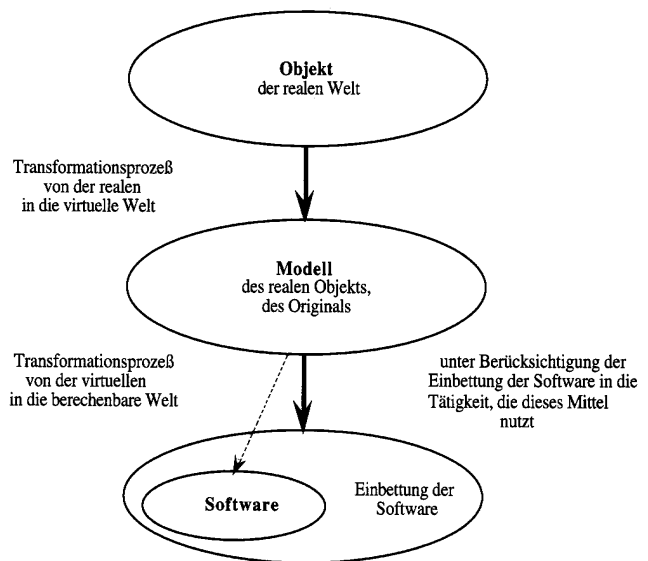 Objekt
der realen Welt
Transformationsprozeß
von der realen
in die virtuelle Welt
Modell
des realen Objekts,
des Originals
Transformationsprozeß
von der virtuellen
in die berechenbare Welt
unter Berücksichtigung der
Einbettung der Software in die
Tätigkeit, die dieses Mittel
nutzt
Software
Einbettung der
Software